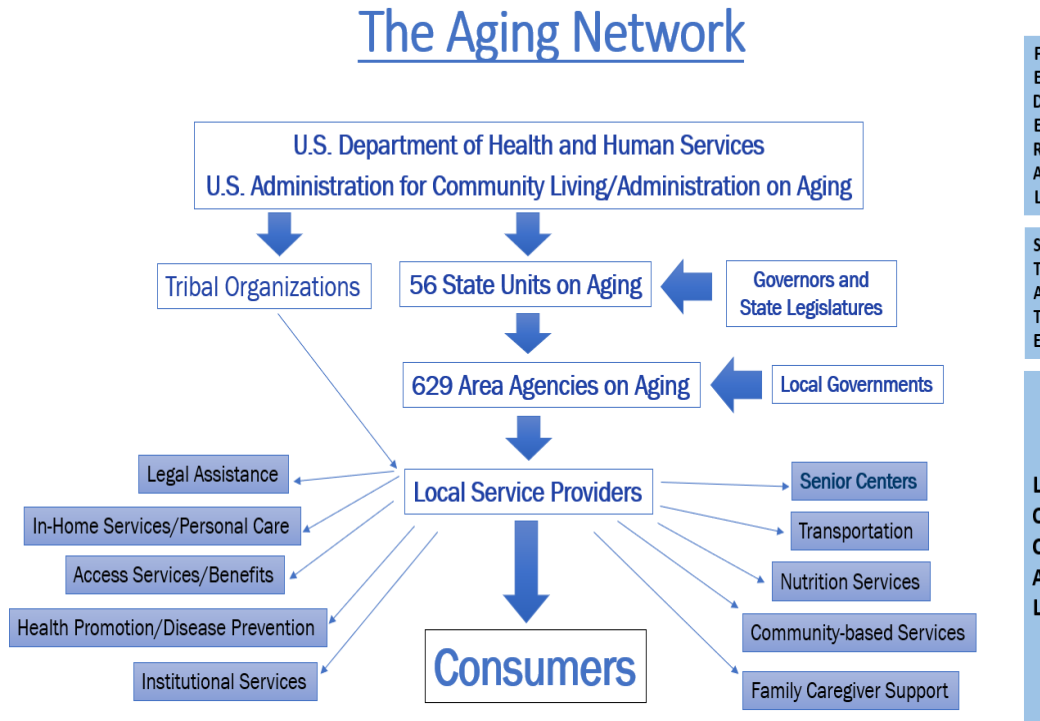 The Aging Network
U.S. Department of Health and Human Services
U.S. Administration for Community Living/Administration on Aging
Tribal Organizations
56 State Units on Aging
Governors and
State Legislatures
629 Area Agencies on Aging
Local Governments
Local Service Providers
Legal Assistance
In-Home Services/Personal Care
Access Services/Benefits
Health Promotion/Disease Prevention
Institutional Services
Senior Centers
Transportation
Nutrition Services
Community-based Services
Family Caregiver Support
Consumers
F
E
D
E
R
A
L
S
T
A
T
E
L
O
C
A
L